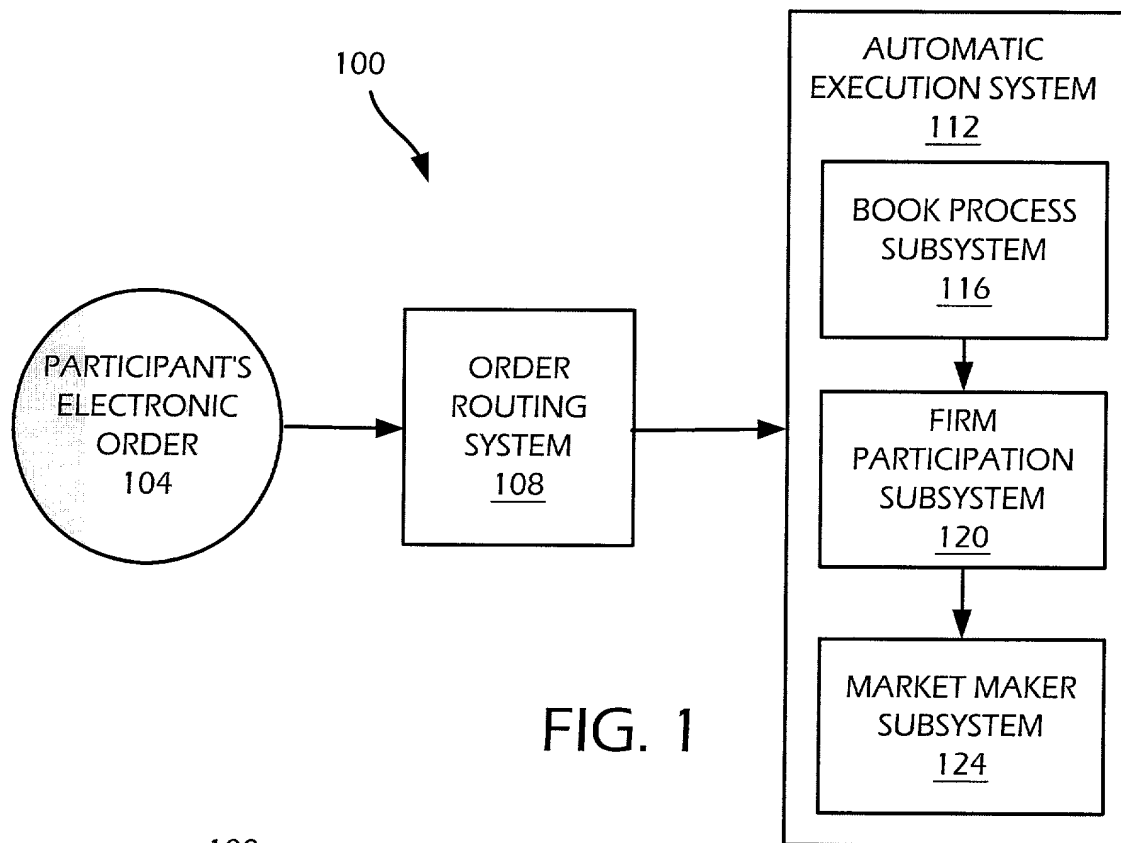 100
PARTICIPANT'S
ELECTRONIC
ORDER
104
ORDER
ROUTING
SYSTEM
108
AUTOMATIC
EXECUTION SYSTEM
112
BOOK PROCESS
SUBSYSTEM
116
FIRM
PARTICIPATION
SUBSYSTEM
120
MARKET MAKER
SUBSYSTEM
124
FIG. 1